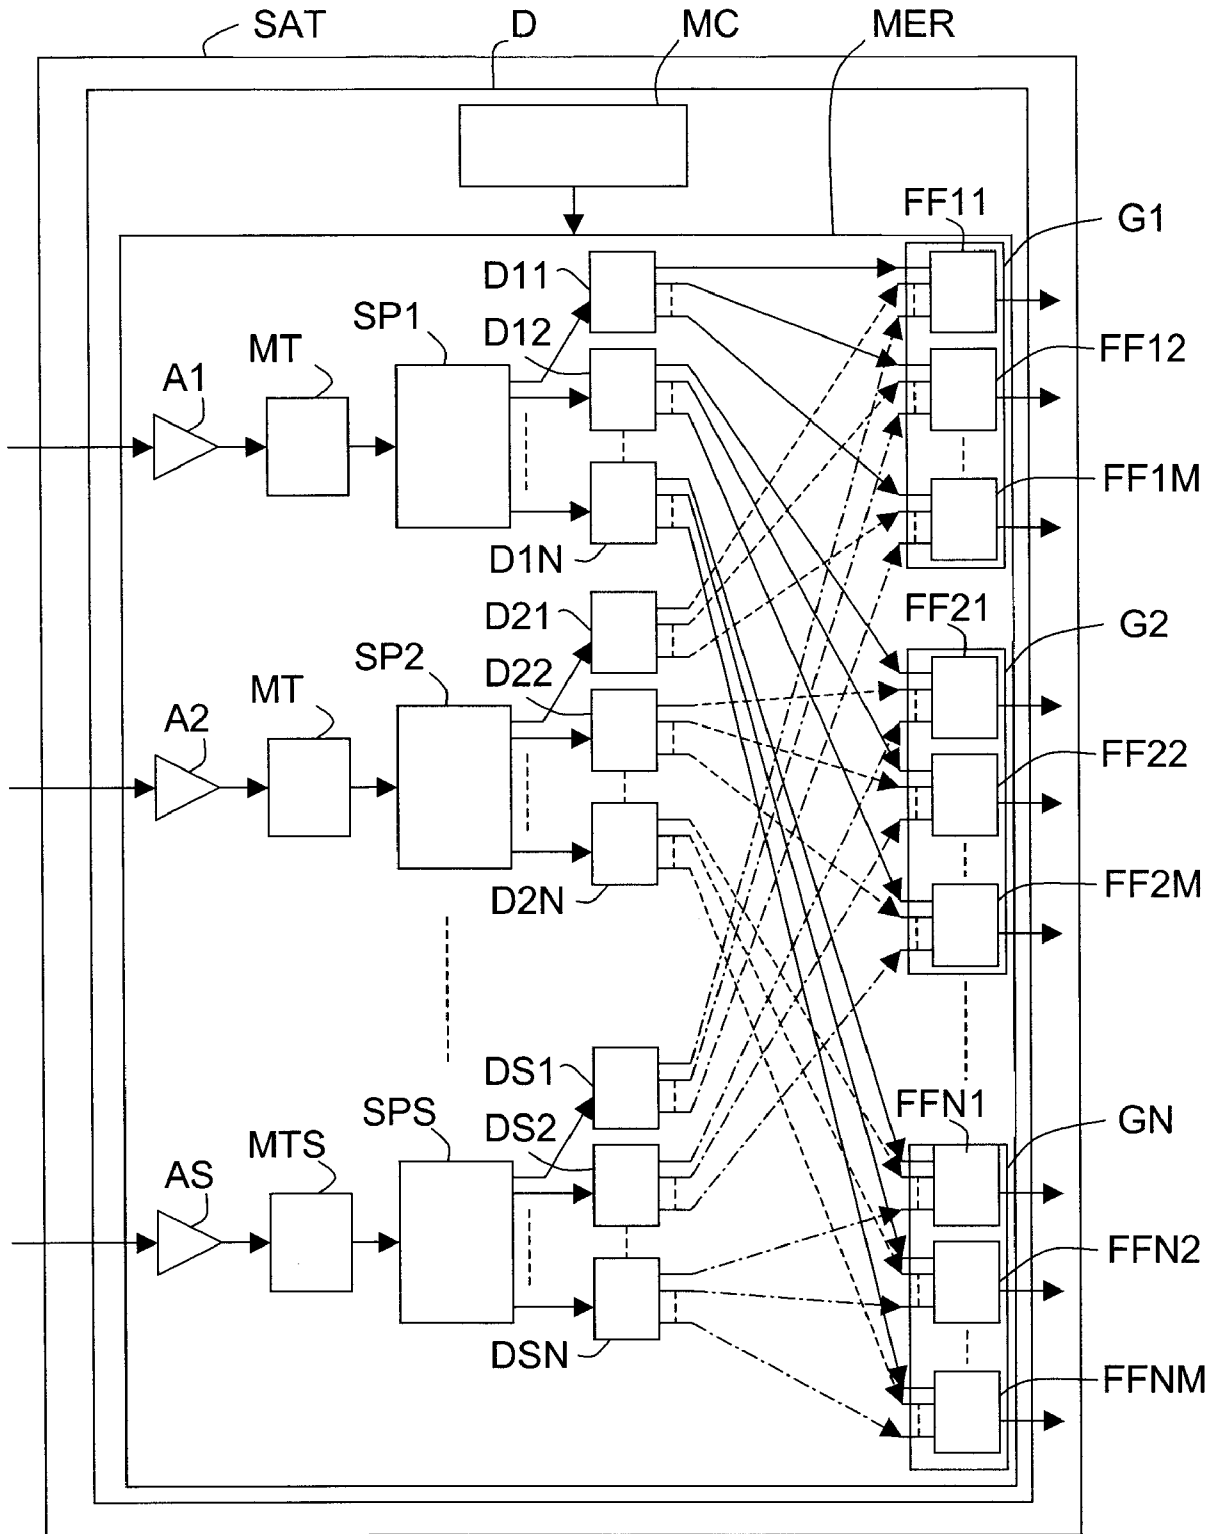 SAT D MC MER
FF11
G1
D11
SP1
D12
MT
FF12
A1
FF1M
D1N
D21
FF21
G2
SP2
D22
MT
A2
FF22
FF2M
D2N
DS1
FFN1
SPS
DS2
GN
MTS
AS
FFN2
DSN
FFNM